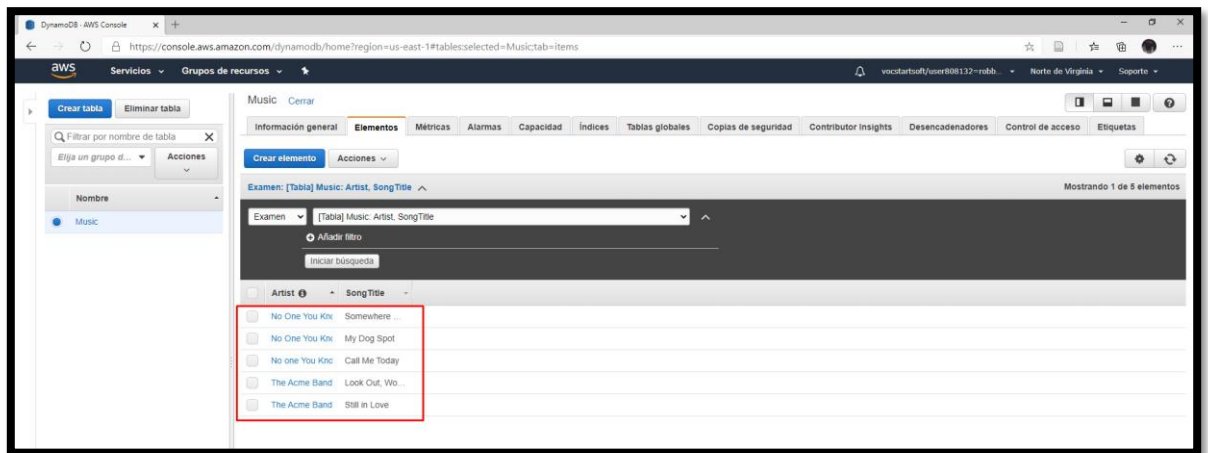 DynamoDB - AWS Console
https://console.aws.amazon.com/dynamodb/home?region=us-east-1#tables:selected=Music;tab=items
aws Servicios Grupos de recursos vocstartsoft/user808132=robb... Norte de Virginia Soporte
Crear tabla Eliminar tabla
Filtrar por nombre de tabla
Elija un grupo d... Acciones
Nombre
Music
Music Cerrar
Información general Elementos Métricas Alarmas Capacidad Índices Tablas globales Copias de seguridad Contributor Insights Desencadenadores Control de acceso Etiquetas
Crear elemento Acciones
Examen: [Tabla] Music: Artist, SongTitle Mostrando 1 de 5 elementos
Examen [Tabla] Music: Artist, SongTitle
Añadir filtro
Iniciar búsqueda
Artist SongTitle
No One You Knc Somewhere ...
No One You Knc My Dog Spot
No one You Knc Call Me Today
The Acme Band Look Out, Wo...
The Acme Band Still in Love